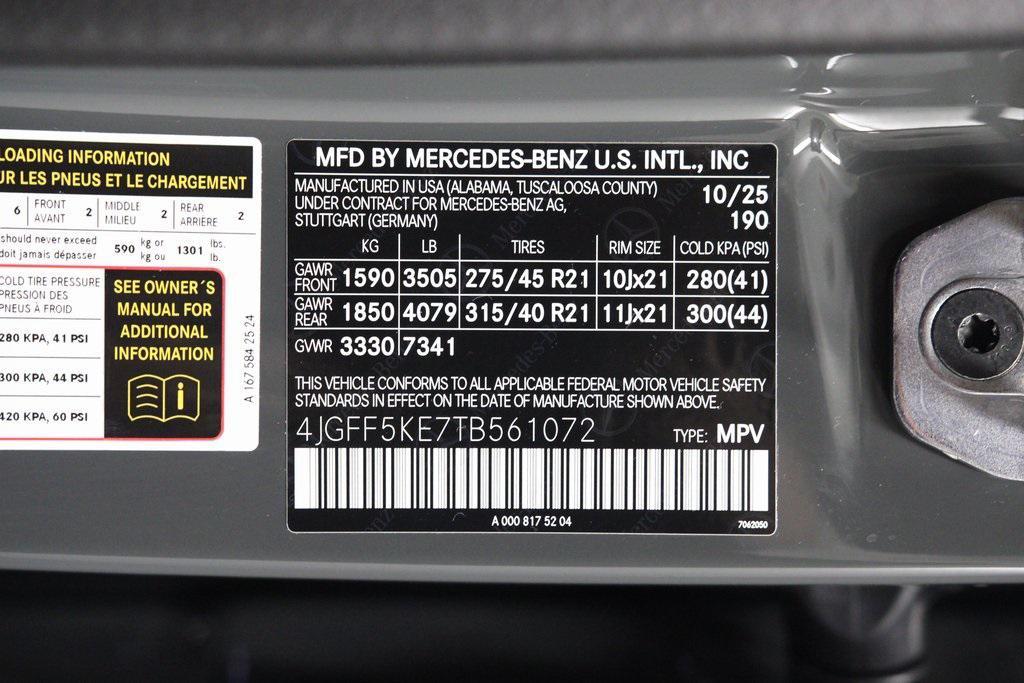 LOADING INFORMATION
UR LES PNEUS ET LE CHARGEMENT
6 FRONT AVANT 2 MIDDLE MILIEU 2 REAR ARRIÈRE 2
should never exceed
doit jamais dépasser 590 kg or kg ou 1301 lbs. lb.
COLD TIRE PRESSURE
PRESSION DES
PNEUS À FROID
280 KPA, 41 PSI
300 KPA, 44 PSI
420 KPA, 60 PSI
SEE OWNER´S
MANUAL FOR
ADDITIONAL
INFORMATION
A 167 584 25 24
MFD BY MERCEDES-BENZ U.S. INTL., INC
MANUFACTURED IN USA (ALABAMA, TUSCALOOSA COUNTY) 10/25
UNDER CONTRACT FOR MERCEDES-BENZ AG,
STUTTGART (GERMANY) 190
KG LB TIRES RIM SIZE COLD KPA(PSI)
GAWR FRONT 1590 3505 275/45 R21 10Jx21 280(41)
GAWR REAR 1850 4079 315/40 R21 11Jx21 300(44)
GVWR 3330 7341
THIS VEHICLE CONFORMS TO ALL APPLICABLE FEDERAL MOTOR VEHICLE SAFETY
STANDARDS IN EFFECT ON THE DATE OF MANUFACTURE SHOWN ABOVE.
4JGFF5KE7TB561072 TYPE: MPV
A 000 817 52 04
7062050